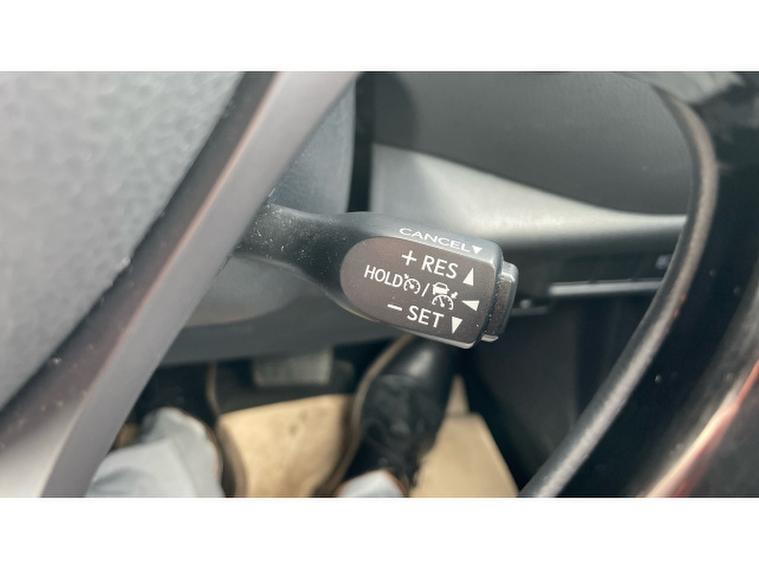 CANCEL▼
+ RES ▲
HOLD / ◀
− SET ▼